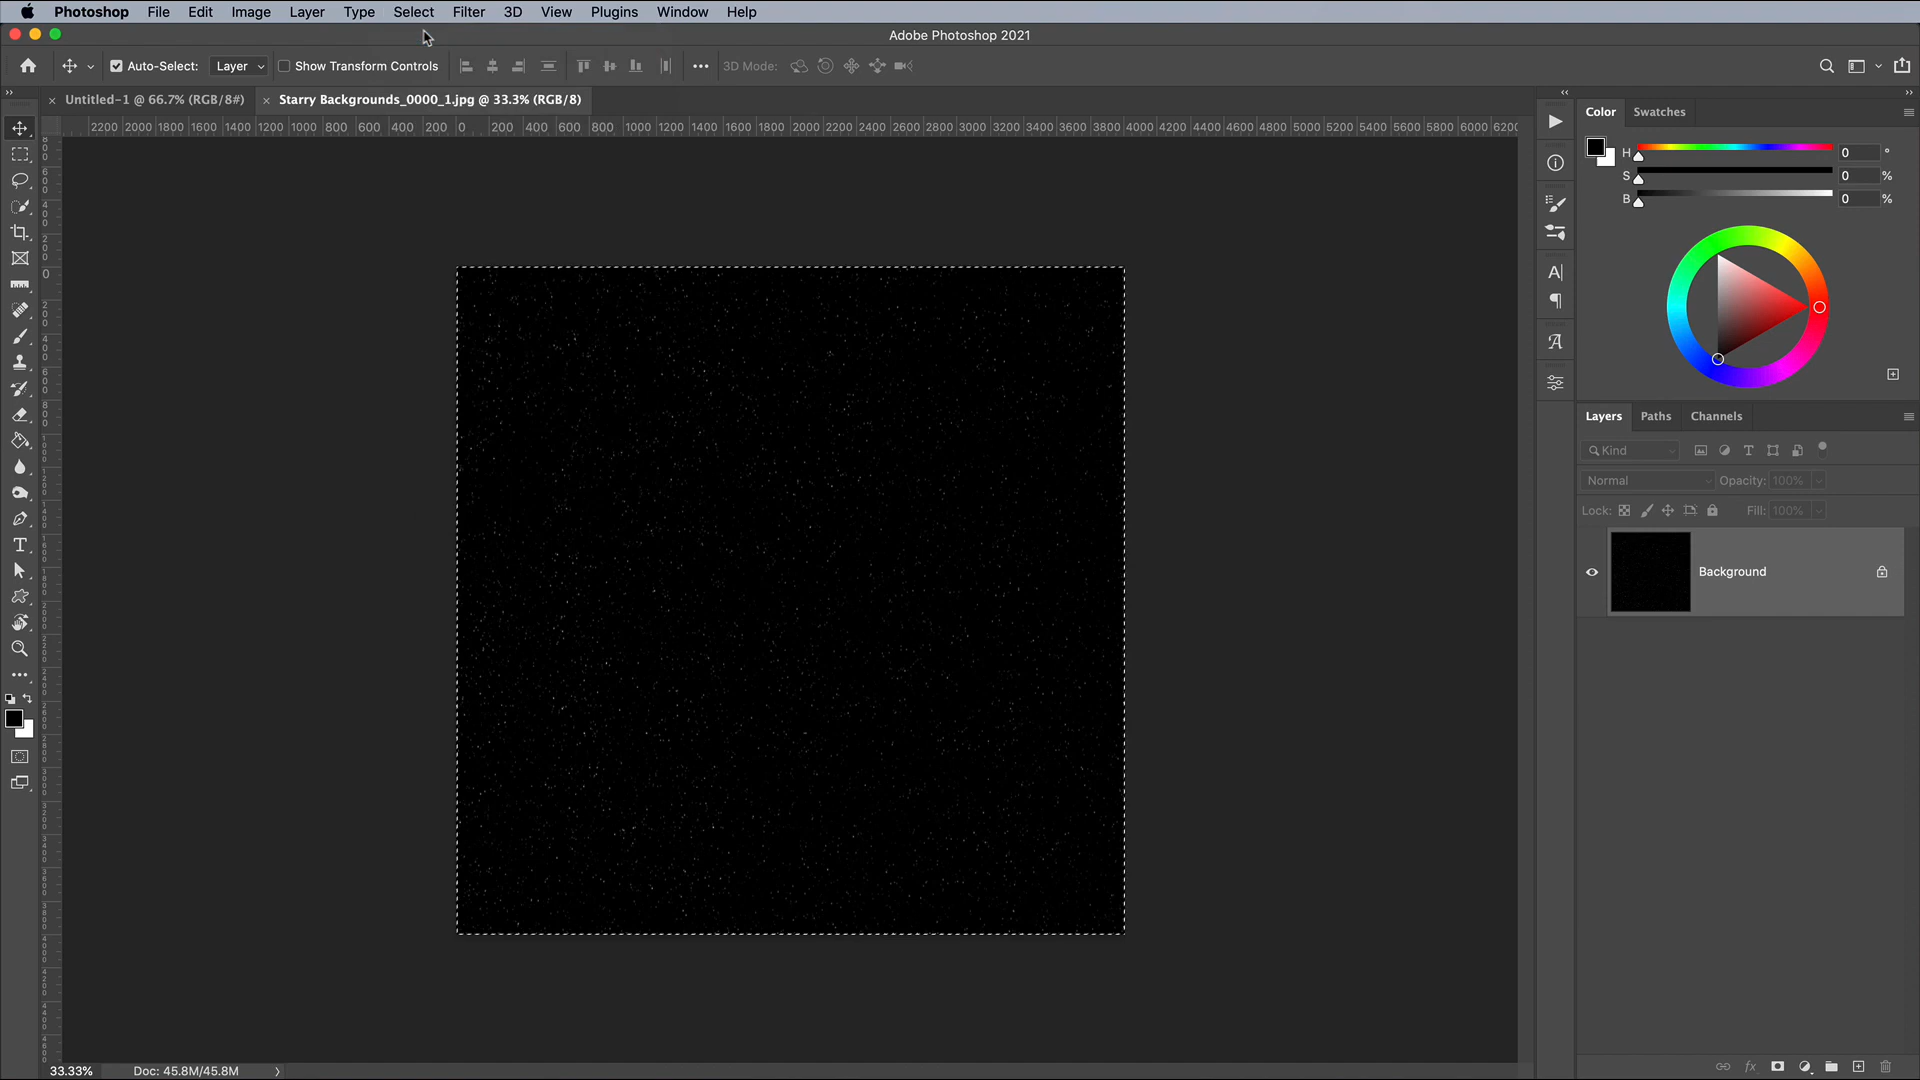 Photoshop File Edit Image Layer Type Select Filter 3D View Plugins Window Help
Adobe Photoshop 2021
Auto-Select: Layer Show Transform Controls 3D Mode:
Untitled-1 @ 66.7% (RGB/8#) Starry Backgrounds_0000_1.jpg @ 33.3% (RGB/8)
2200 2000 1800 1600 1400 1200 1000 800 600 400 200 0 200 400 600 800 1000 1200 1400 1600 1800 2000 2200 2400 2600 2800 3000 3200 3400 3600 3800 4000 4200 4400 4600 4800 5000 5200 5400 5600 5800 6000 6200
Color Swatches
H 0 °
S 0 %
B 0 %
Layers Paths Channels
Kind
Normal Opacity: 100%
Lock: Fill: 100%
Background
33.33% Doc: 45.8M/45.8M